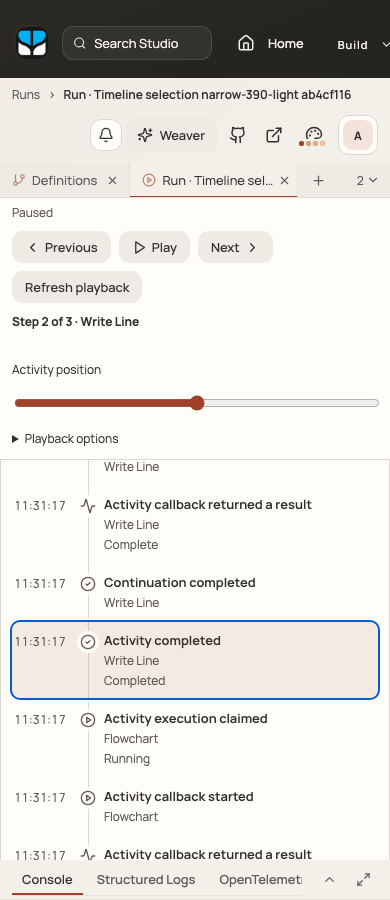 Search Studio
Home
Build
Runs > Run · Timeline selection narrow-390-light ab4cf116
Weaver
A
Definitions
Run · Timeline sel...
2
Paused
Previous
Play
Next
Refresh playback
Step 2 of 3 · Write Line
Activity position
Playback options
Write Line
11:31:17 Activity callback returned a result
Write Line
Complete
11:31:17 Continuation completed
Write Line
11:31:17 Activity completed
Write Line
Completed
11:31:17 Activity execution claimed
Flowchart
Running
11:31:17 Activity callback started
Flowchart
11:31:17 Activity callback returned a result
Console
Structured Logs
OpenTelemet